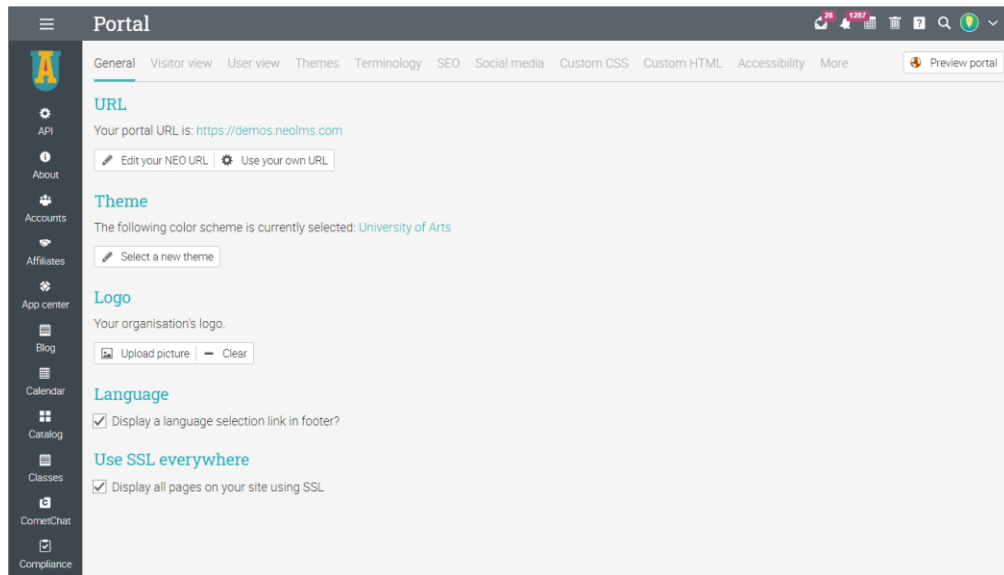 Portal
28
1287
A
General Visitor view User view Themes Terminology SEO Social media Custom CSS Custom HTML Accessibility More
Preview portal
API
About
Accounts
Affiliates
App center
Blog
Calendar
Catalog
Classes
CometChat
Compliance
URL
Your portal URL is: https://demos.neolms.com
Edit your NEO URL
Use your own URL
Theme
The following color scheme is currently selected: University of Arts
Select a new theme
Logo
Your organisation's logo.
Upload picture
Clear
Language
Display a language selection link in footer?
Use SSL everywhere
Display all pages on your site using SSL